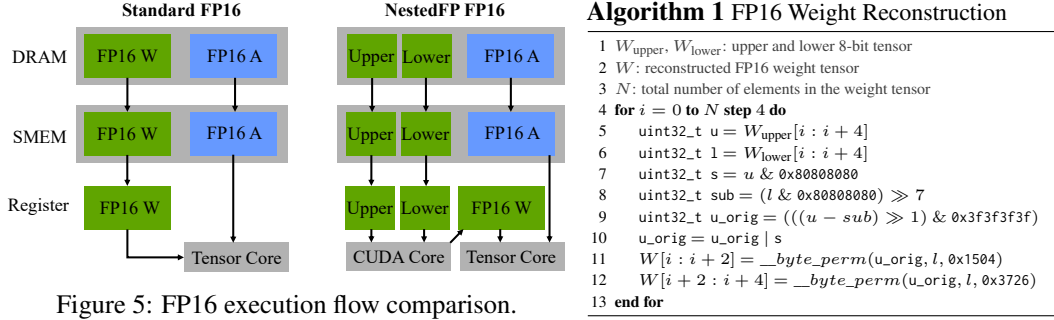 Standard FP16
NestedFP FP16
DRAM
FP16 W
FP16 A
Upper
Lower
FP16 A
SMEM
FP16 W
FP16 A
Upper
Lower
FP16 A
Register
FP16 W
Upper
Lower
FP16 W
Tensor Core
CUDA Core
Tensor Core
Figure 5: FP16 execution flow comparison.
Algorithm 1 FP16 Weight Reconstruction
1 W_upper, W_lower: upper and lower 8-bit tensor
2 W: reconstructed FP16 weight tensor
3 N: total number of elements in the weight tensor
4 for i = 0 to N step 4 do
5 uint32_t u = W_upper[i : i + 4]
6 uint32_t l = W_lower[i : i + 4]
7 uint32_t s = u & 0x80808080
8 uint32_t sub = (l & 0x80808080) ≫ 7
9 uint32_t u_orig = (((u − sub) ≫ 1) & 0x3f3f3f3f)
10 u_orig = u_orig | s
11 W[i : i + 2] = __byte_perm(u_orig, l, 0x1504)
12 W[i + 2 : i + 4] = __byte_perm(u_orig, l, 0x3726)
13 end for